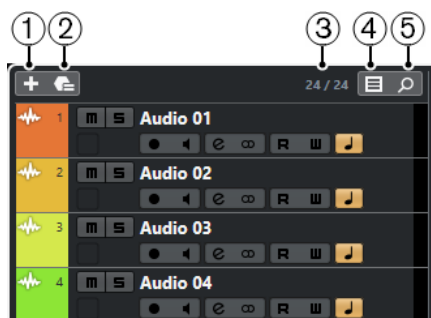 1 2 3 4 5
24 / 24
1 m S Audio 01
R W
2 m S Audio 02
R W
3 m S Audio 03
R W
4 m S Audio 04
R W